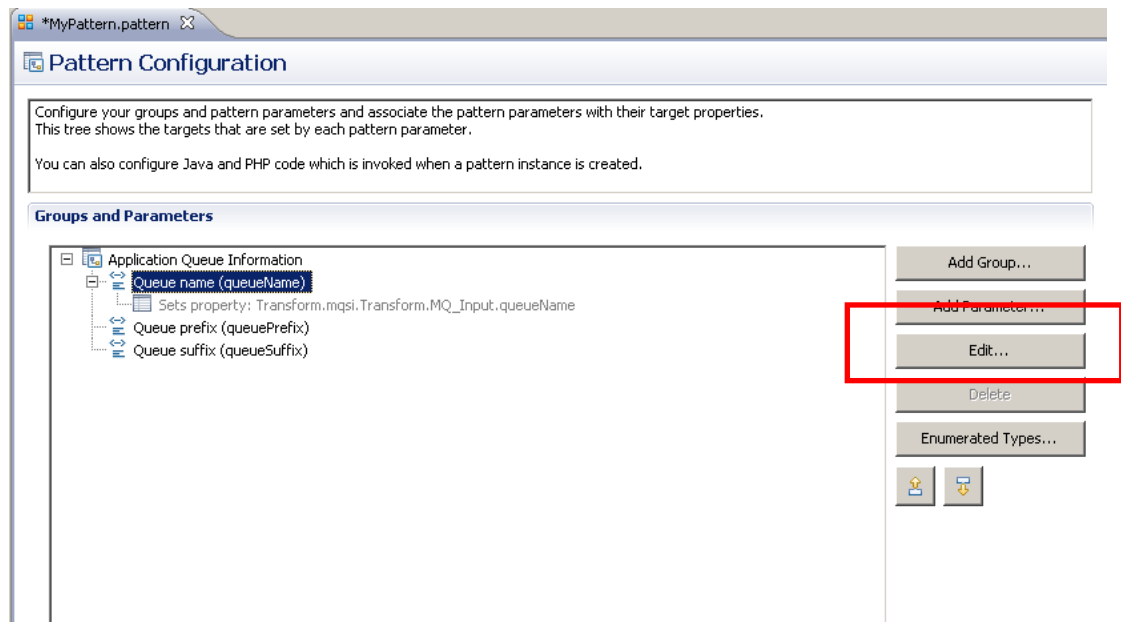 *MyPattern.pattern
Pattern Configuration
Configure your groups and pattern parameters and associate the pattern parameters with their target properties.
This tree shows the targets that are set by each pattern parameter.
You can also configure Java and PHP code which is invoked when a pattern instance is created.
Groups and Parameters
Application Queue Information
Queue name (queueName)
Sets property: Transform.mqsi.Transform.MQ_Input.queueName
Queue prefix (queuePrefix)
Queue suffix (queueSuffix)
Add Group...
Add Parameter...
Edit...
Delete
Enumerated Types...